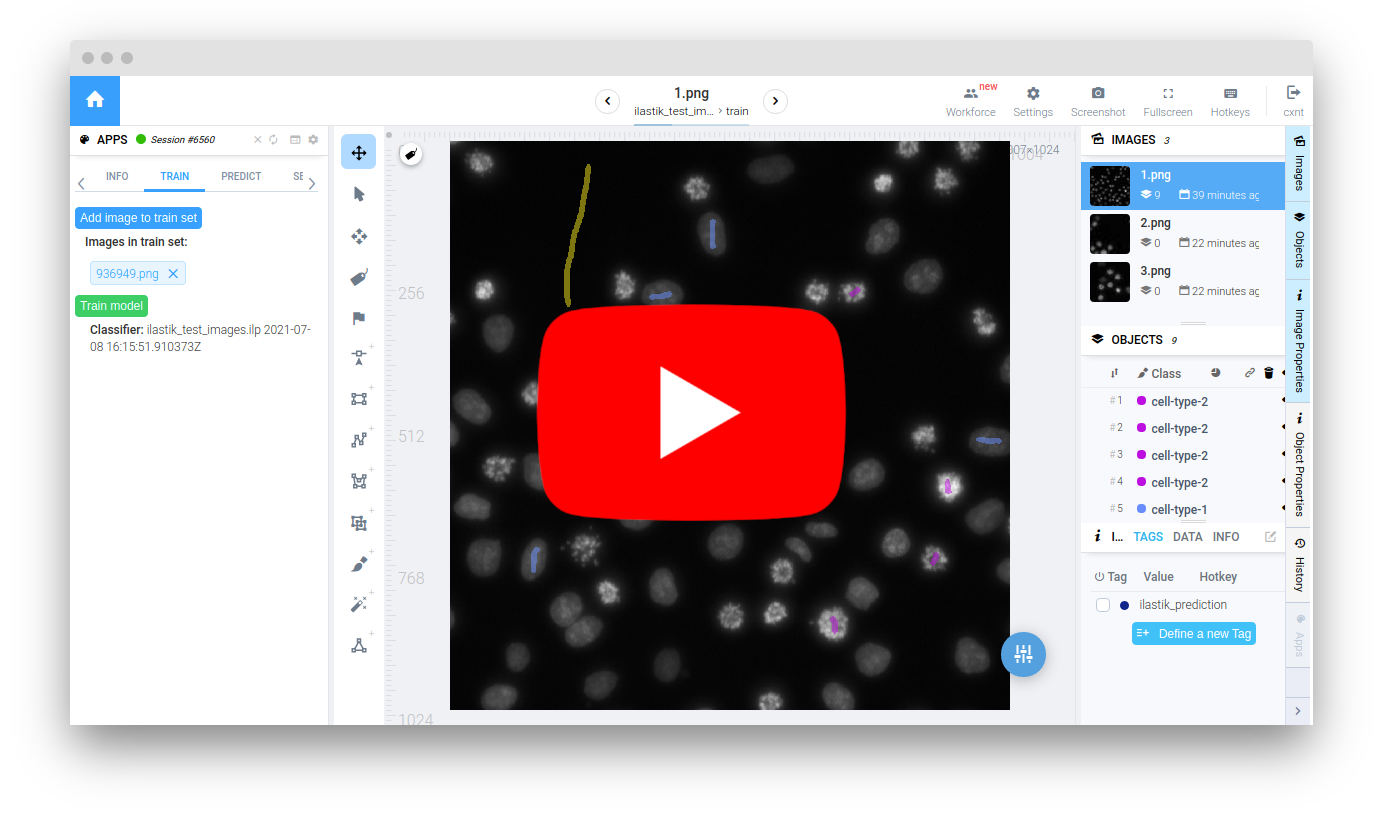 1.png
ilastik_test_im... › train
new
Workforce
Settings
Screenshot
Fullscreen
Hotkeys
cxnt
APPS
Session #6560
INFO
TRAIN
PREDICT
Add image to train set
Images in train set:
936949.png
Train model
Classifier: ilastik_test_images.ilp 2021-07-
08 16:15:51.910373Z
256
512
768
1024
IMAGES 3
1.png
9
39 minutes ag
2.png
0
22 minutes ag
3.png
0
22 minutes ag
OBJECTS 9
Class
#1 cell-type-2
#2 cell-type-2
#3 cell-type-2
#4 cell-type-2
#5 cell-type-1
I...
TAGS
DATA
INFO
Tag
Value
Hotkey
ilastik_prediction
Define a new Tag
Images
Objects
Image Properties
Object Properties
History
Apps